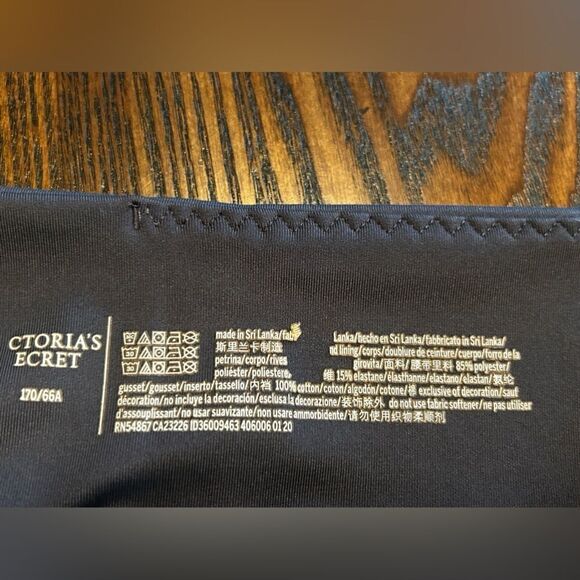 CTORIA'S
ECRET
170/66A
made in Sri Lanka/fab
斯里兰卡制造
petrina/corpo/rives
poliéster/poliestere,
Lanka/hecho en Sri Lanka/fabbricato in Sri Lanka/
nd lining/corps/doublure de ceinture/cuerpo/forro de la
girovita/面料/ 腰带里料 85% polyester/
维 15% elastane/élasthanne/elastano/elastan/氨纶
gusset/gousset/inserto/tassello/内裆 100% cotton/coton/algodón/cotone/棉 exclusive of decoration/sauf
décoration/no incluye la decoración/esclusa la decorazione/装饰除外 do not use fabric softener/ne pas utiliser
d'assouplissant/no usar suavizante/non usare ammorbidente/请勿使用织物柔顺剂
RN54867 CA23226 ID36009463 406006 01 20